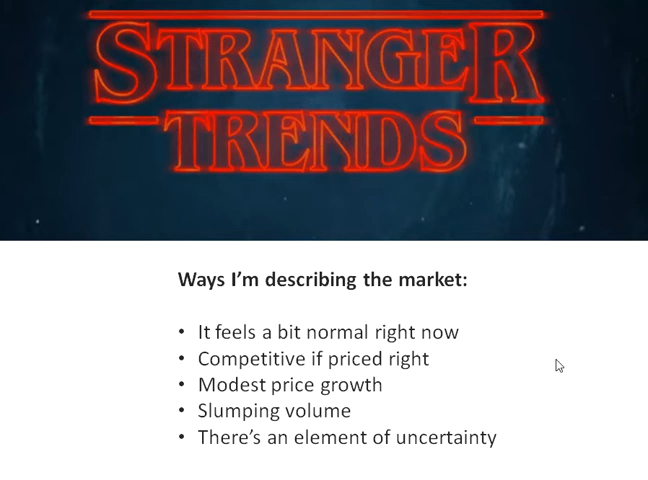 STRANGER
TRENDS
Ways I'm describing the market:
• It feels a bit normal right now
• Competitive if priced right
• Modest price growth
• Slumping volume
• There's an element of uncertainty